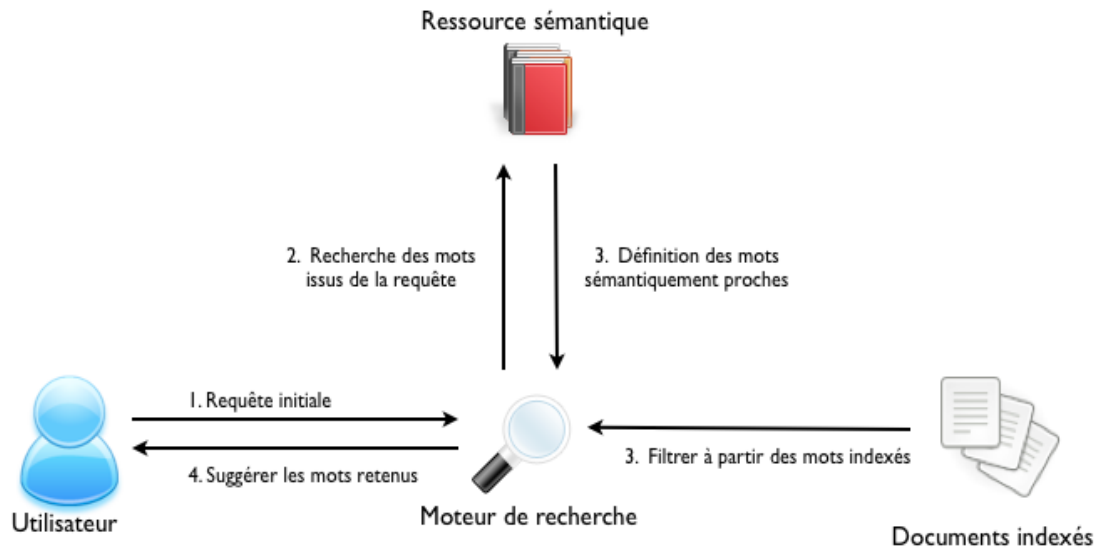 Ressource sémantique
2. Recherche des mots
issus de la requête
3. Définition des mots
sémantiquement proches
1. Requête initiale
4. Suggérer les mots retenus
3. Filtrer à partir des mots indexés
Utilisateur
Moteur de recherche
Documents indexés